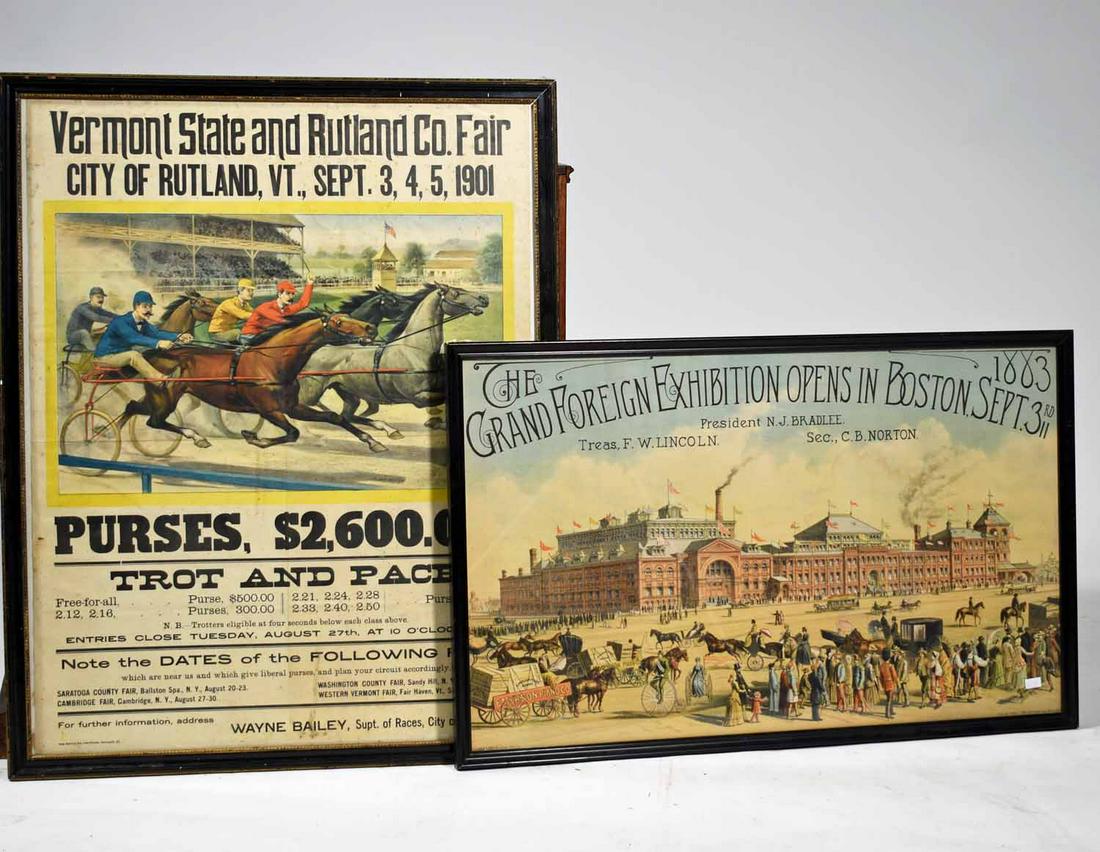 Vermont State and Rutland Co. Fair
CITY OF RUTLAND, VT., SEPT. 3, 4, 5, 1901
PURSES, $2,600.
TROT AND PACE
Free-for-all, Purse, $500.00 2.21, 2.24, 2.28
2.12, 2.16, Purses, 300.00 2.33, 2.40, 2.50
N. B.—Trotters eligible at four seconds below each class above.
ENTRIES CLOSE TUESDAY, AUGUST 27th, AT 10 O'CLOC
Note the DATES of the FOLLOWING
which are near us and which give liberal purses, and plan your circuit accordingly.
SARATOGA COUNTY FAIR, Ballston Spa., N. Y., August 20-23. WASHINGTON COUNTY FAIR, Sandy Hill, N.
CAMBRIDGE FAIR, Cambridge, N. Y., August 27-30. WESTERN VERMONT FAIR, Fair Haven, Vt.
For further information, address WAYNE BAILEY, Supt. of Races, City
THE 1883
GRAND FOREIGN EXHIBITION OPENS IN BOSTON, SEPT. 3RD
President N. J. BRADLEE.
Treas, F. W. LINCOLN. Sec., C. B. NORTON.